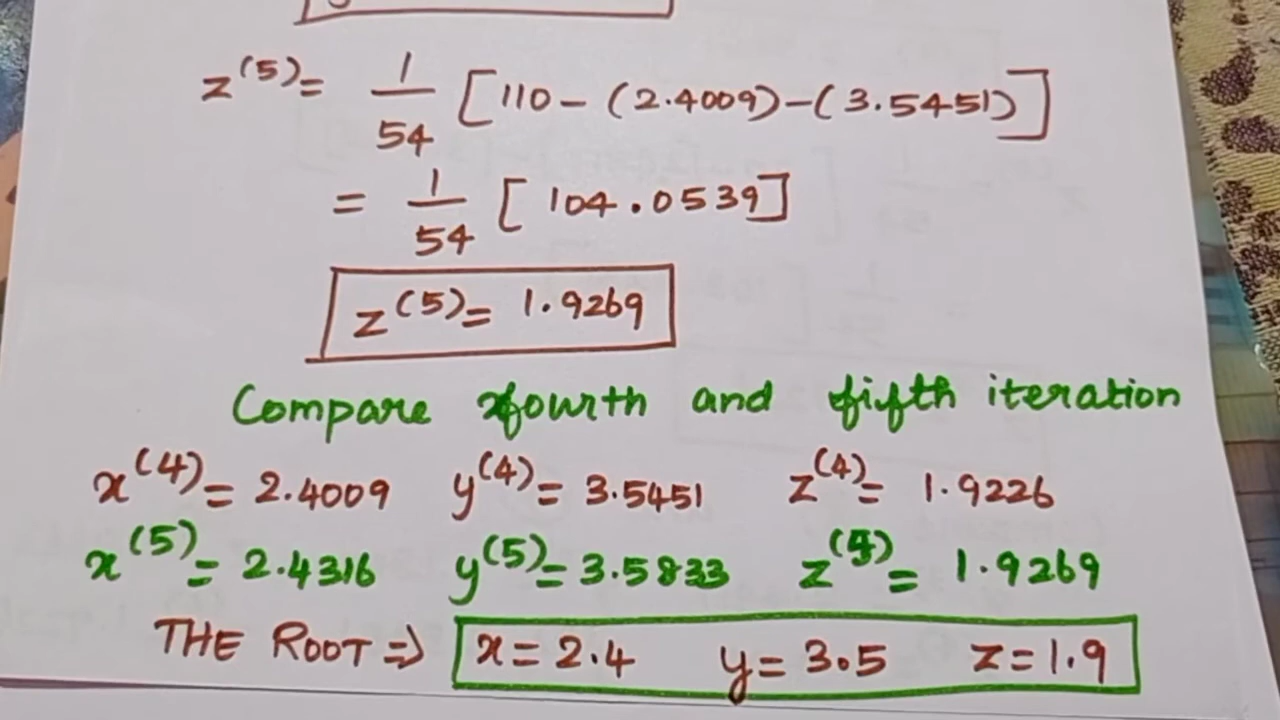 z^(5) = 1/54 [110 - (2.4009) - (3.5451)]
= 1/54 [104.0539]
z^(5) = 1.9269
Compare fourth and fifth iteration
x^(4) = 2.4009 y^(4) = 3.5451 z^(4) = 1.9226
x^(5) = 2.4316 y^(5) = 3.5833 z^(5) = 1.9269
THE ROOT ⇒ x = 2.4 y = 3.5 z = 1.9